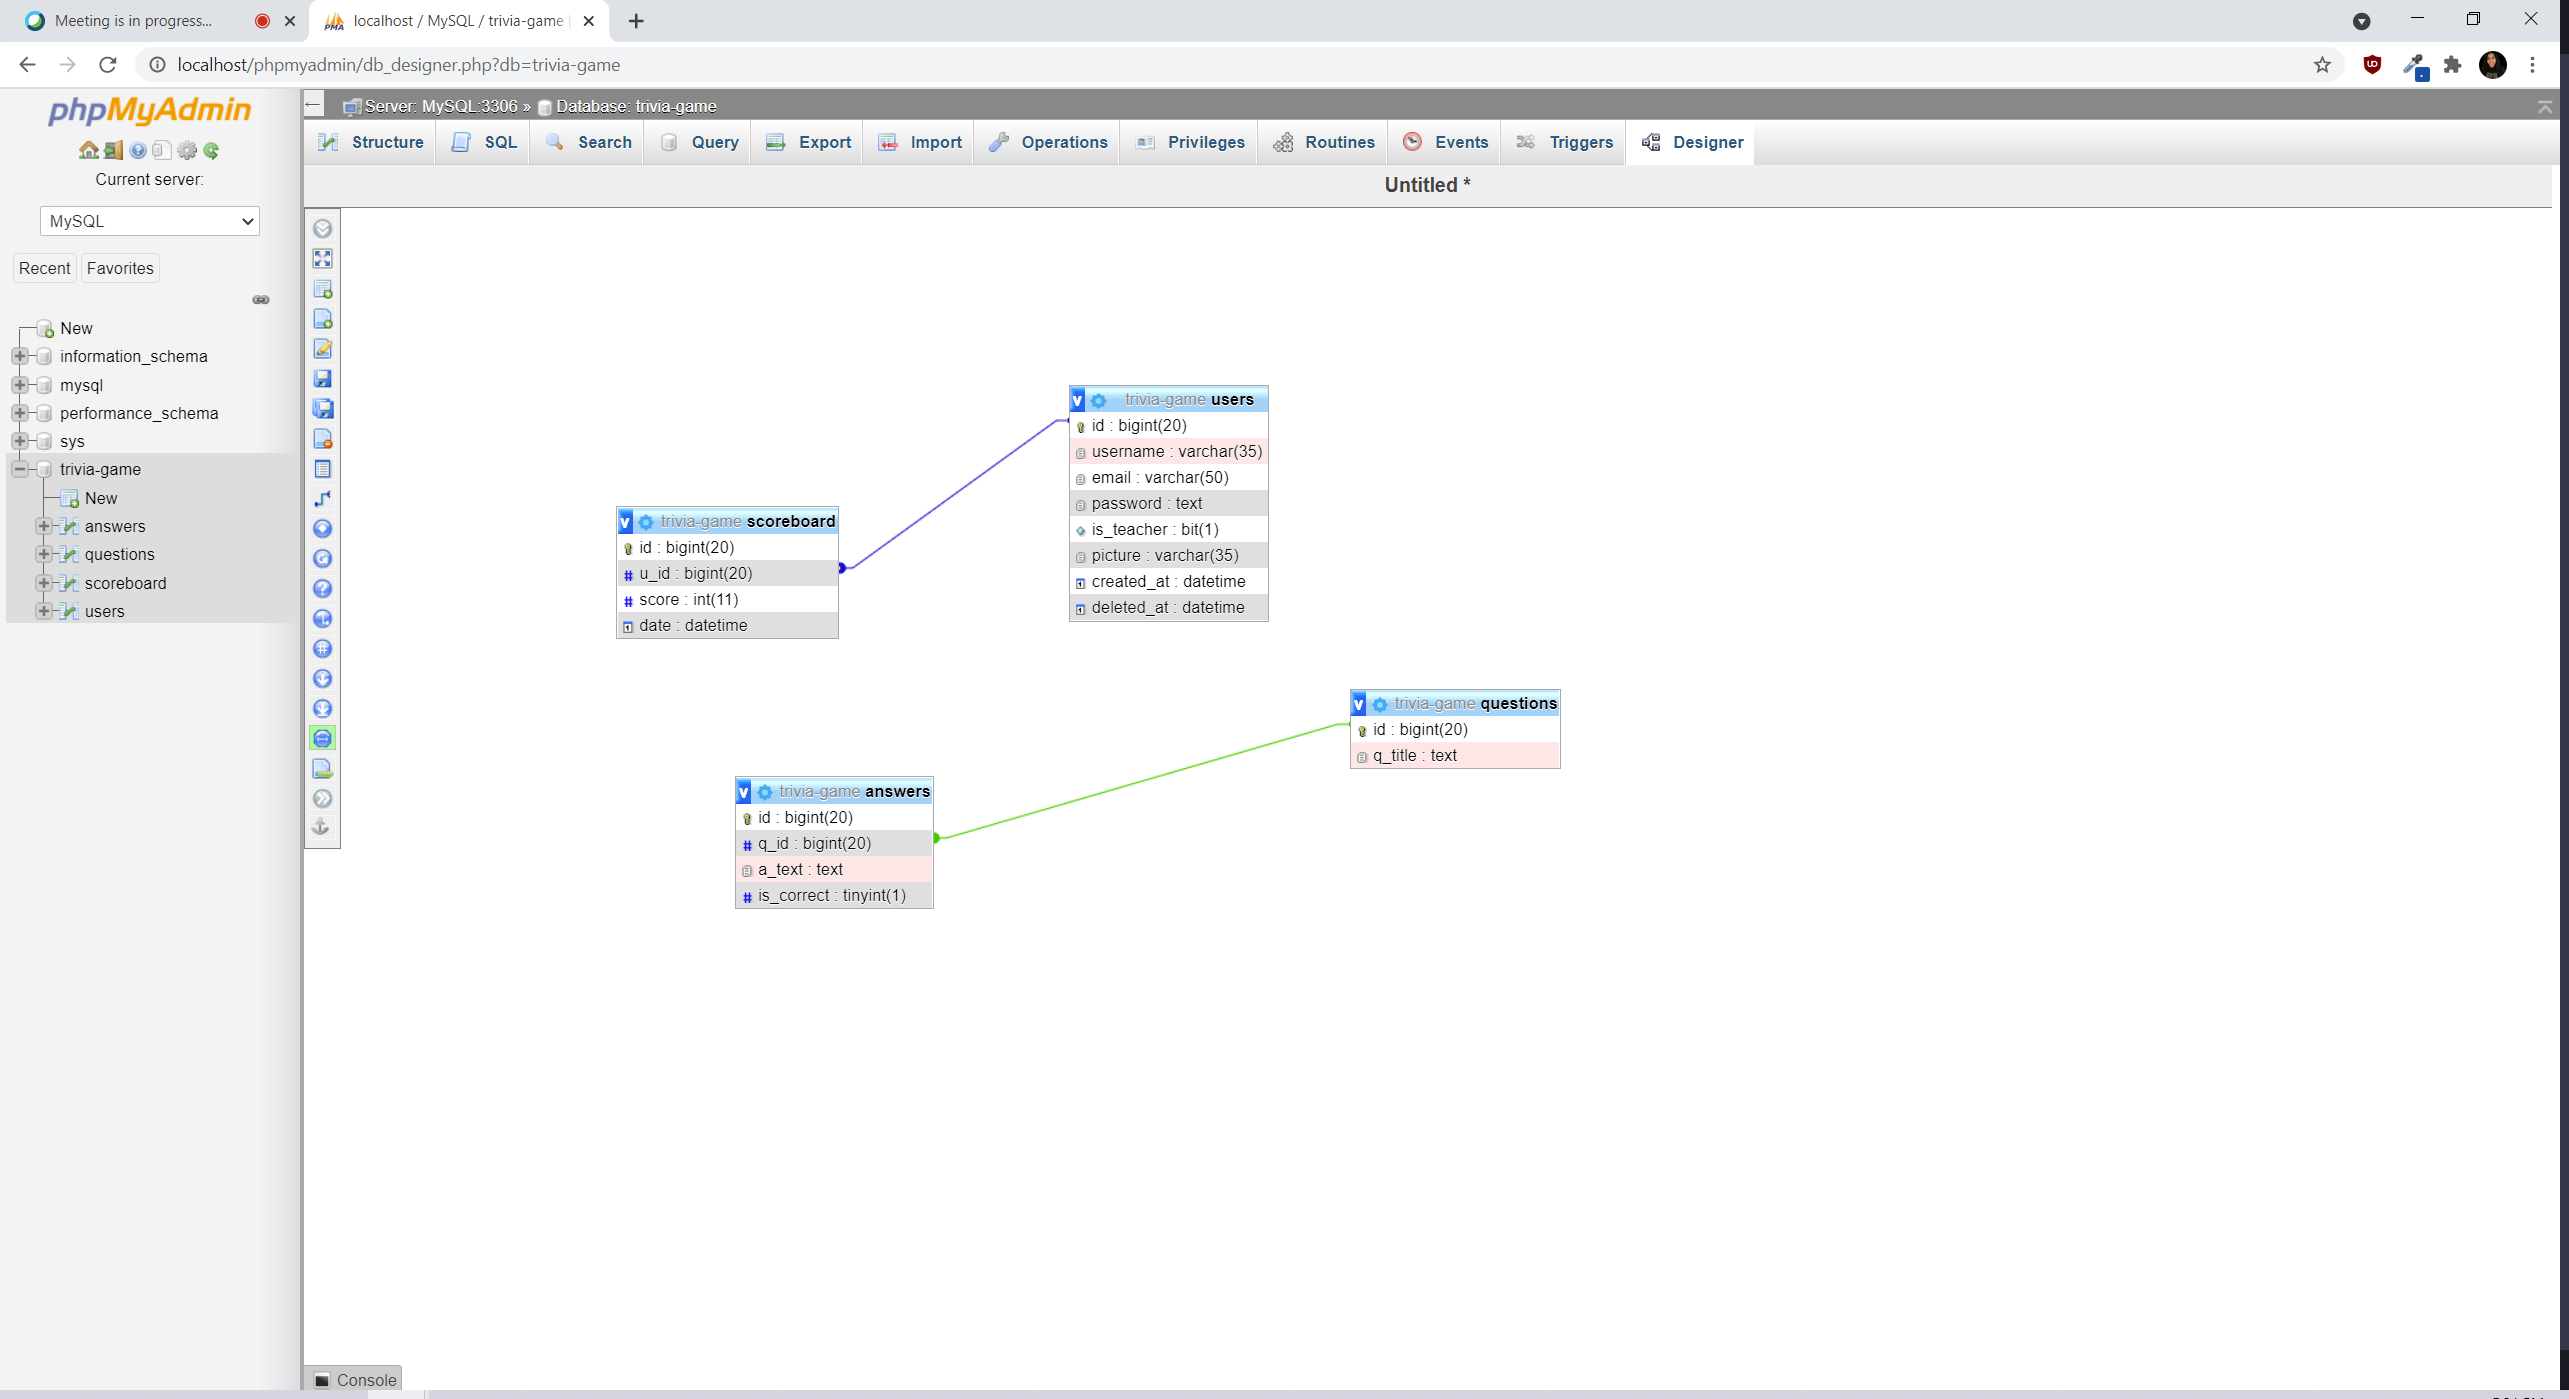 Meeting is in progress...
localhost / MySQL / trivia-game
localhost/phpmyadmin/db_designer.php?db=trivia-game
phpMyAdmin
Current server:
MySQL
Recent Favorites
New
information_schema
mysql
performance_schema
sys
trivia-game
New
answers
questions
scoreboard
users
Server: MySQL:3306 » Database: trivia-game
Structure SQL Search Query Export Import Operations Privileges Routines Events Triggers Designer
Untitled *
v trivia-game users
id : bigint(20)
username : varchar(35)
email : varchar(50)
password : text
is_teacher : bit(1)
picture : varchar(35)
created_at : datetime
deleted_at : datetime
v trivia-game scoreboard
id : bigint(20)
# u_id : bigint(20)
# score : int(11)
date : datetime
v trivia-game questions
id : bigint(20)
q_title : text
v trivia-game answers
id : bigint(20)
# q_id : bigint(20)
a_text : text
# is_correct : tinyint(1)
Console